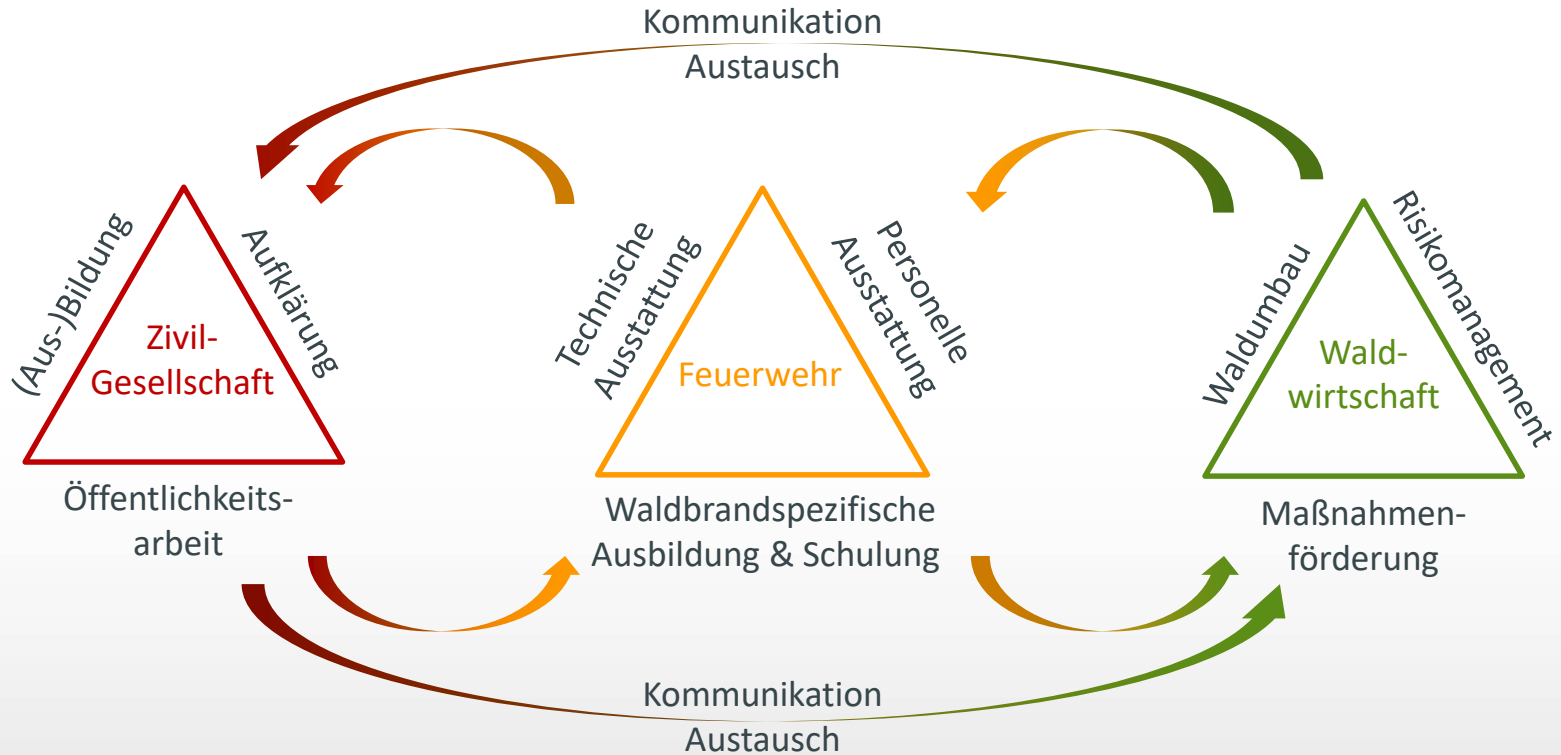 Kommunikation
Austausch
(Aus-)Bildung
Aufklärung
Zivil-
Gesellschaft
Öffentlichkeits-
arbeit
Technische
Ausstattung
Personelle
Ausstattung
Feuerwehr
Waldbrandspezifische
Ausbildung & Schulung
Waldumbau
Risikomanagement
Wald-
wirtschaft
Maßnahmen-
förderung
Kommunikation
Austausch